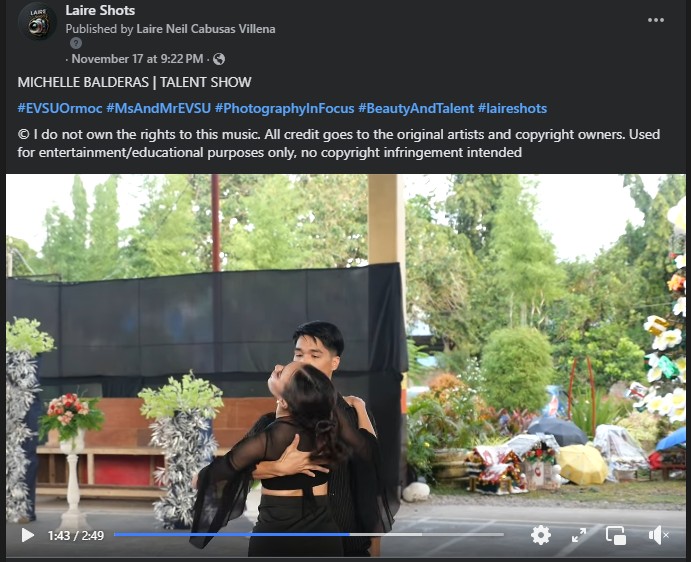 LAIRE
Laire Shots
Published by Laire Neil Cabusas Villena
· November 17 at 9:22 PM ·
MICHELLE BALDERAS | TALENT SHOW
#EVSUOrmoc #MsAndMrEVSU #PhotographyInFocus #BeautyAndTalent #laireshots
© I do not own the rights to this music. All credit goes to the original artists and copyright owners. Used
for entertainment/educational purposes only, no copyright infringement intended
1:43 / 2:49